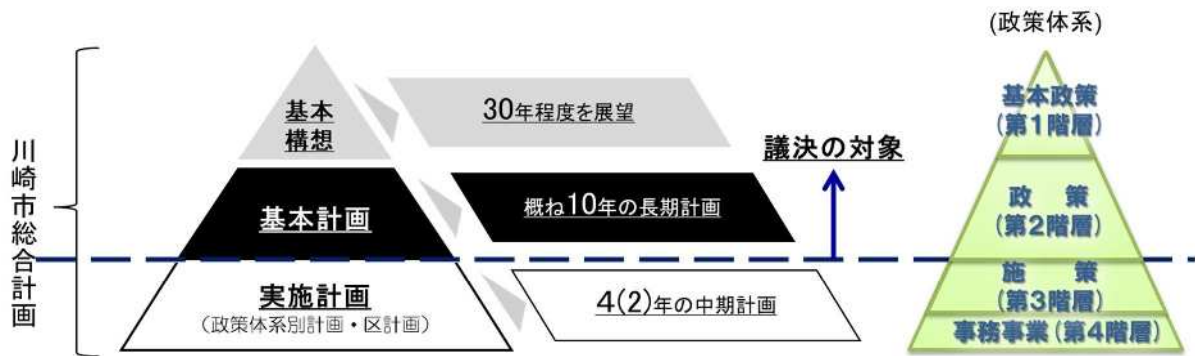 川崎市総合計画
基本
構想
30年程度を展望
基本計画
概ね10年の長期計画
実施計画
(政策体系別計画・区計画)
4(2)年の中期計画
議決の対象
(政策体系)
基本政策
(第1階層)
政 策
(第2階層)
施 策
(第3階層)
事務事業(第4階層)